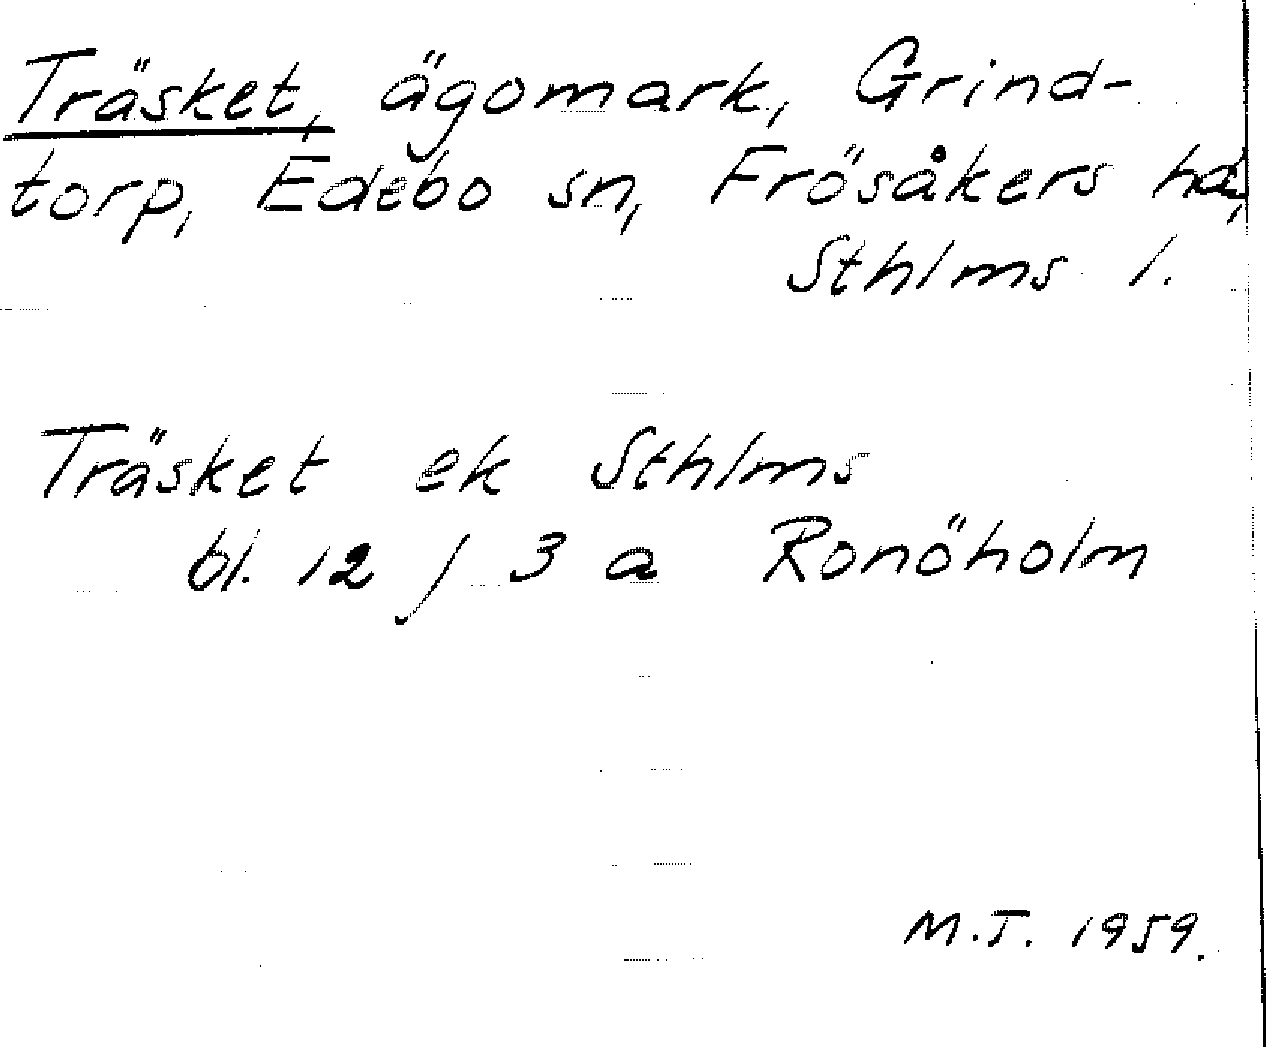 Träsket, ägomark, Grind-
torp, Edebo sn, Frösåkers hd,
Sthlms l.
Träsket ek Sthlms
bl. 12 / 3 a Ronöholm
M.J. 1959.